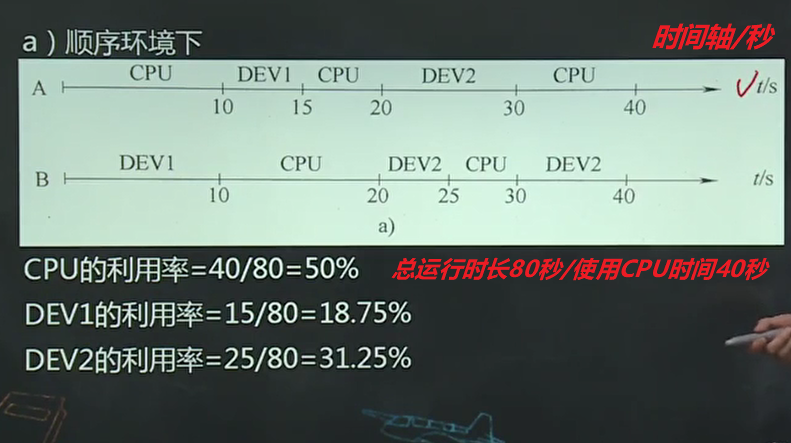 a）顺序环境下
时间轴/秒
CPU DEV1 CPU DEV2 CPU
A t/s
10 15 20 30 40
DEV1 CPU DEV2 CPU DEV2
B t/s
10 20 25 30 40
a)
CPU的利用率=40/80=50%
总运行时长80秒/使用CPU时间40秒
DEV1的利用率=15/80=18.75%
DEV2的利用率=25/80=31.25%